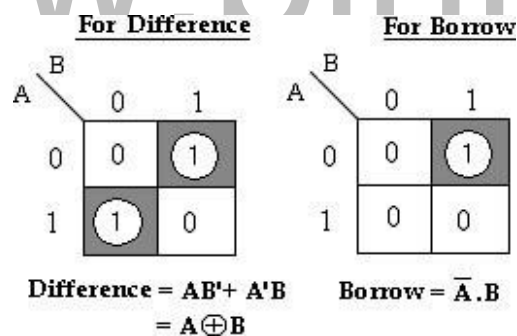 For Difference
B
A
0 1
0 0 1
1 1 0
Difference = AB'+ A'B
= A⊕B
For Borrow
B
A
0 1
0 0 1
1 0 0
Borrow = A̅.B